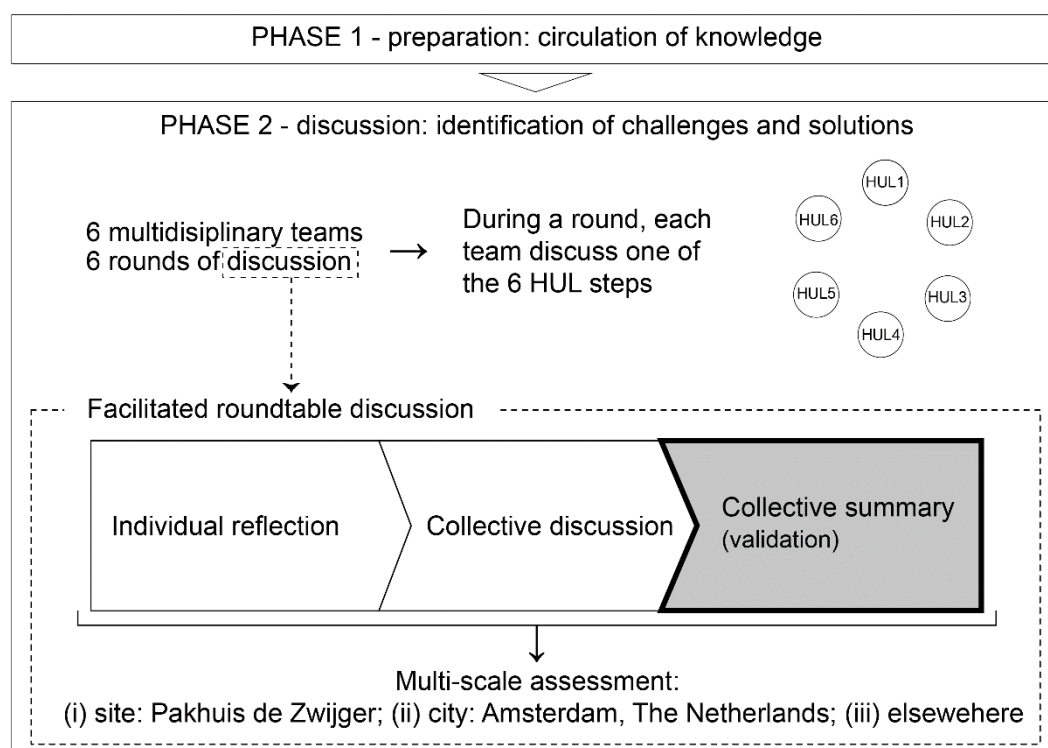 PHASE 1 - preparation: circulation of knowledge
PHASE 2 - discussion: identification of challenges and solutions
6 multidisiplinary teams
6 rounds of discussion
During a round, each
team discuss one of
the 6 HUL steps
HUL1
HUL2
HUL3
HUL4
HUL5
HUL6
Facilitated roundtable discussion
Individual reflection
Collective discussion
Collective summary
(validation)
Multi-scale assessment:
(i) site: Pakhuis de Zwijger; (ii) city: Amsterdam, The Netherlands; (iii) elsewehere